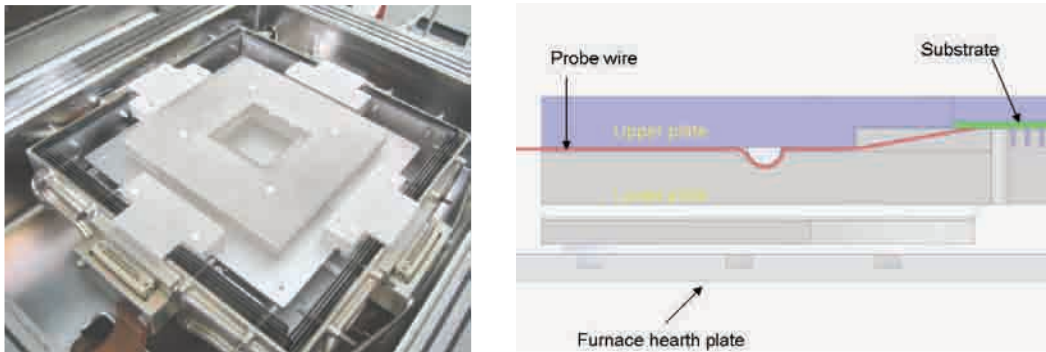 Probe wire
Substrate
Upper plate
Lower plate
Furnace hearth plate